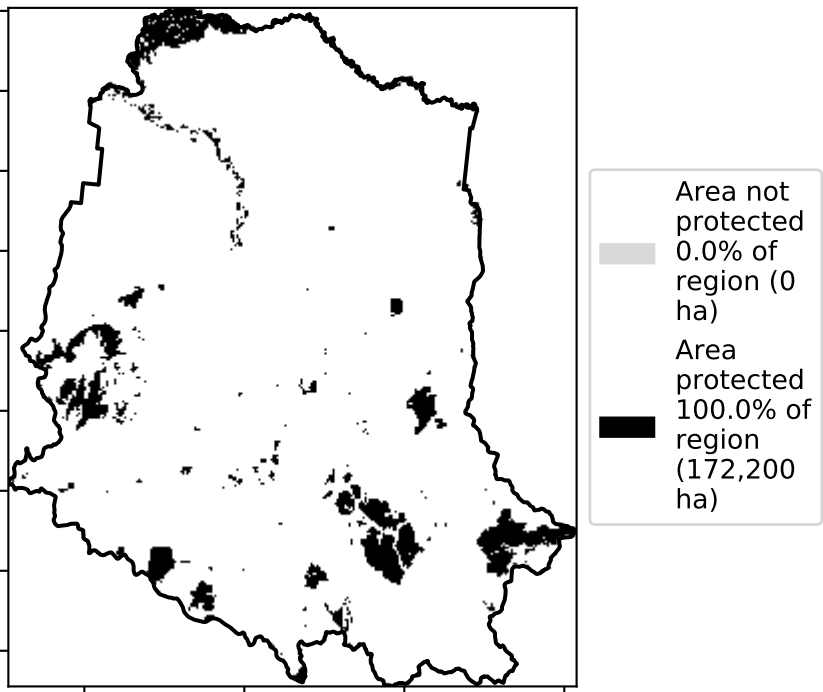 Area not
protected
0.0% of
region (0
ha)
Area
protected
100.0% of
region
(172,200
ha)